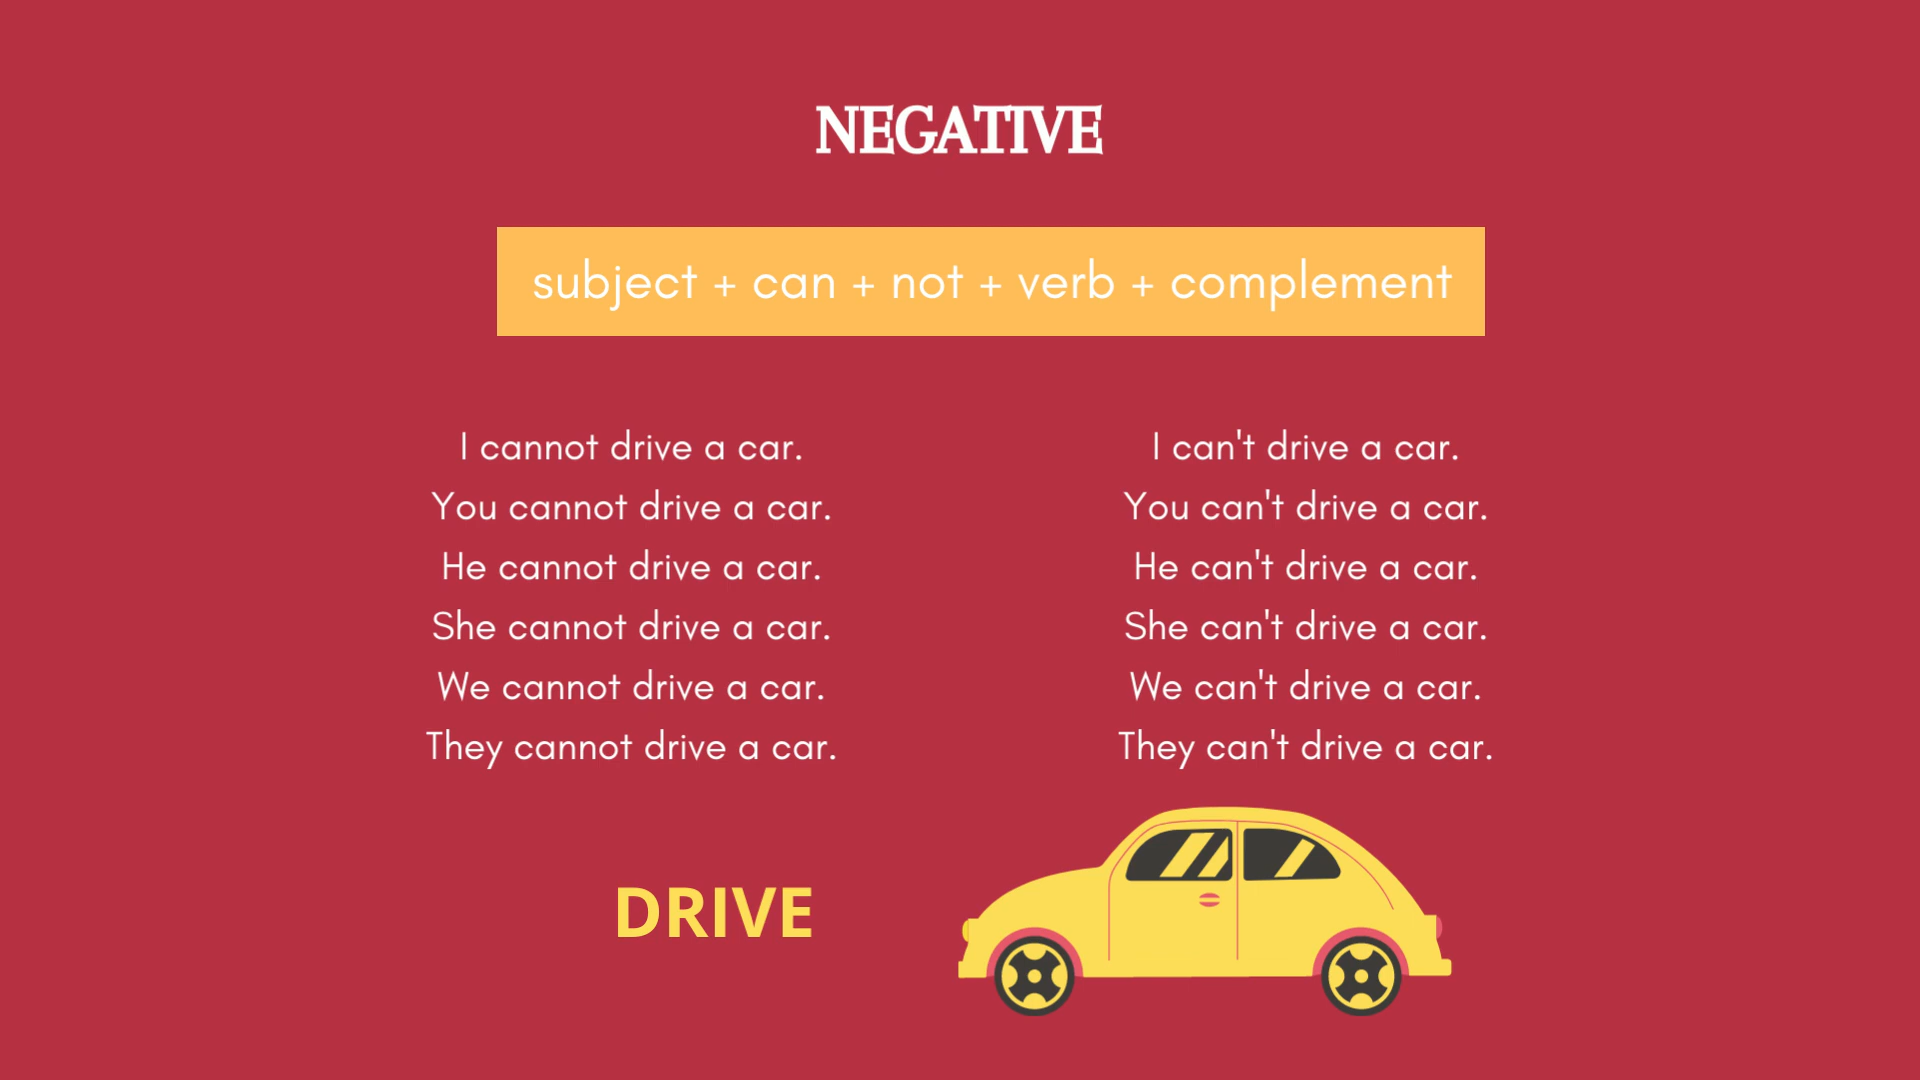 NEGATIVE
subject + can + not + verb + complement
I cannot drive a car.
You cannot drive a car.
He cannot drive a car.
She cannot drive a car.
We cannot drive a car.
They cannot drive a car.
I can't drive a car.
You can't drive a car.
He can't drive a car.
She can't drive a car.
We can't drive a car.
They can't drive a car.
DRIVE